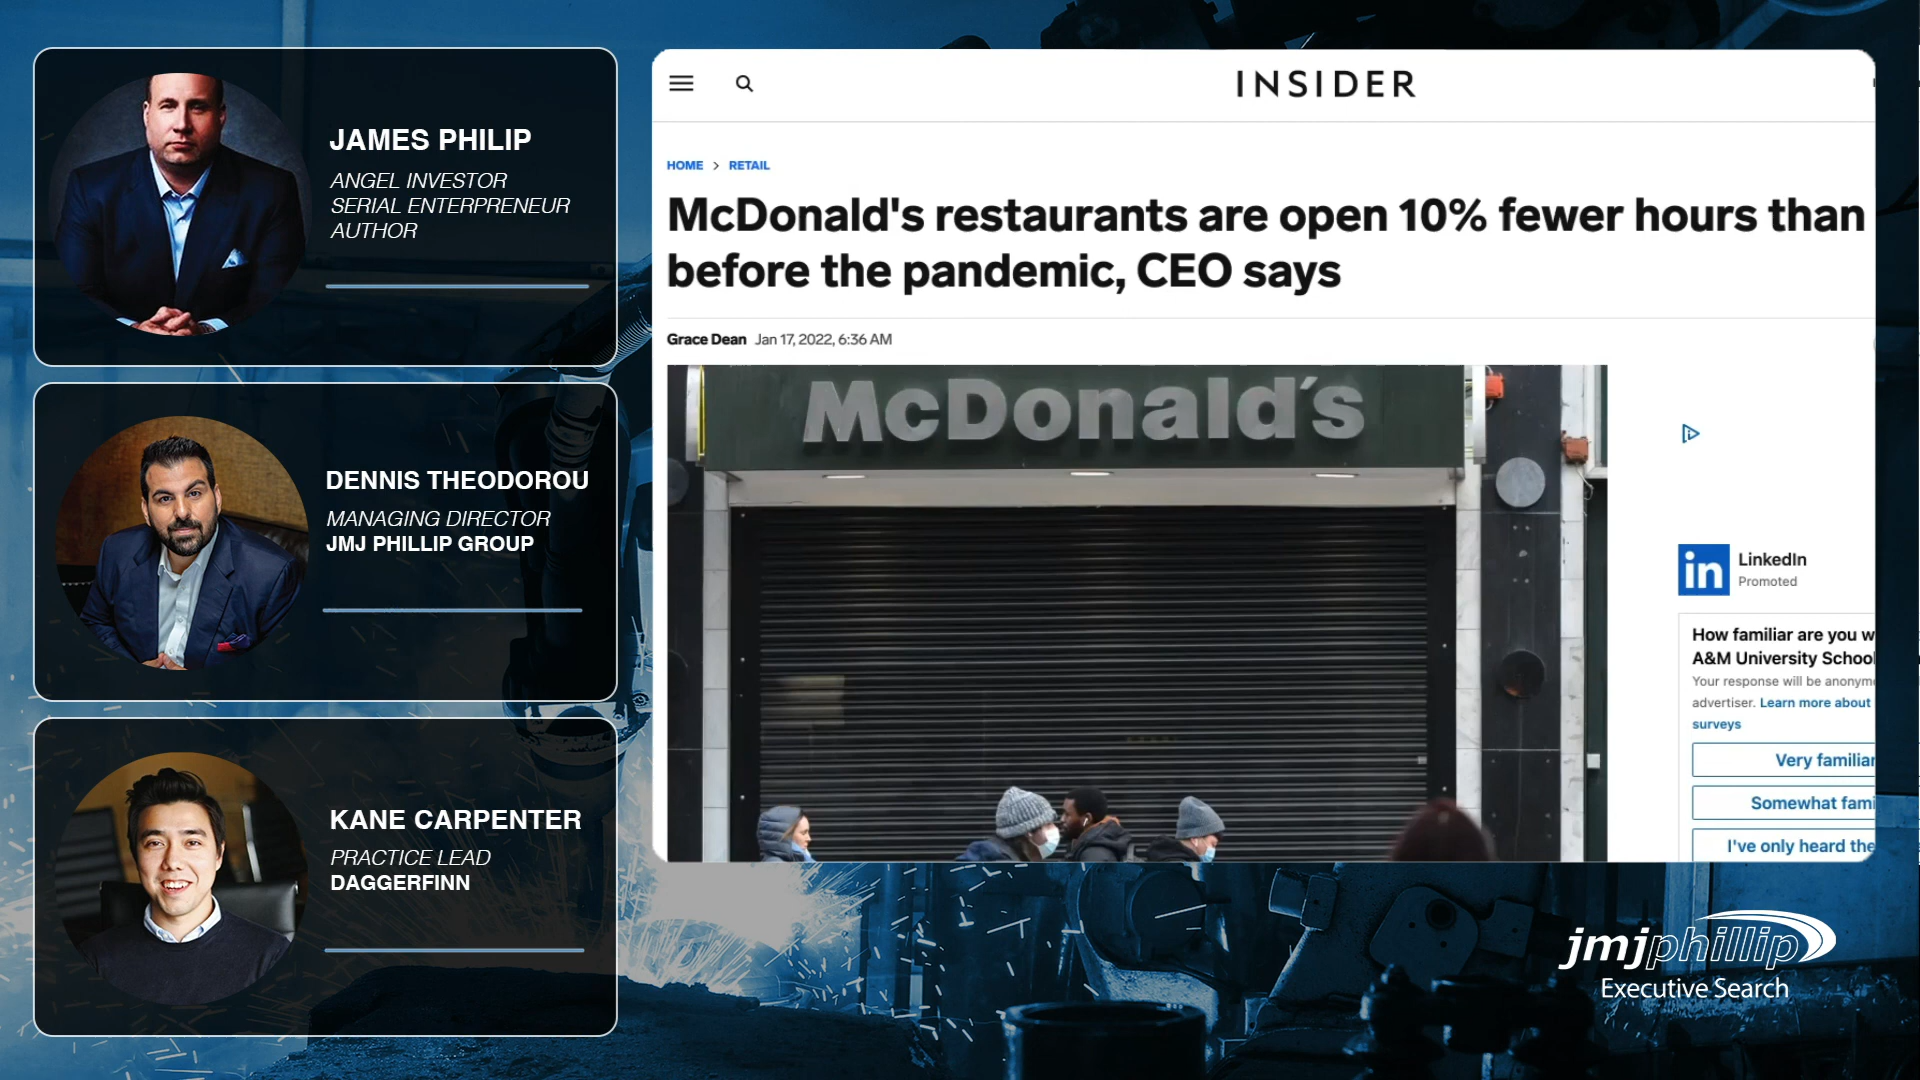 JAMES PHILIP
ANGEL INVESTOR
SERIAL ENTERPRENEUR
AUTHOR
DENNIS THEODOROU
MANAGING DIRECTOR
JMJ PHILLIP GROUP
KANE CARPENTER
PRACTICE LEAD
DAGGERFINN
INSIDER
HOME > RETAIL
McDonald's restaurants are open 10% fewer hours than
before the pandemic, CEO says
Grace Dean Jan 17, 2022, 6:36 AM
McDonald's
in LinkedIn
Promoted
How familiar are you w
A&M University School
Your response will be anonym
advertiser. Learn more about
surveys
Very familiar
Somewhat fami
I've only heard the
jmjphillip
Executive Search